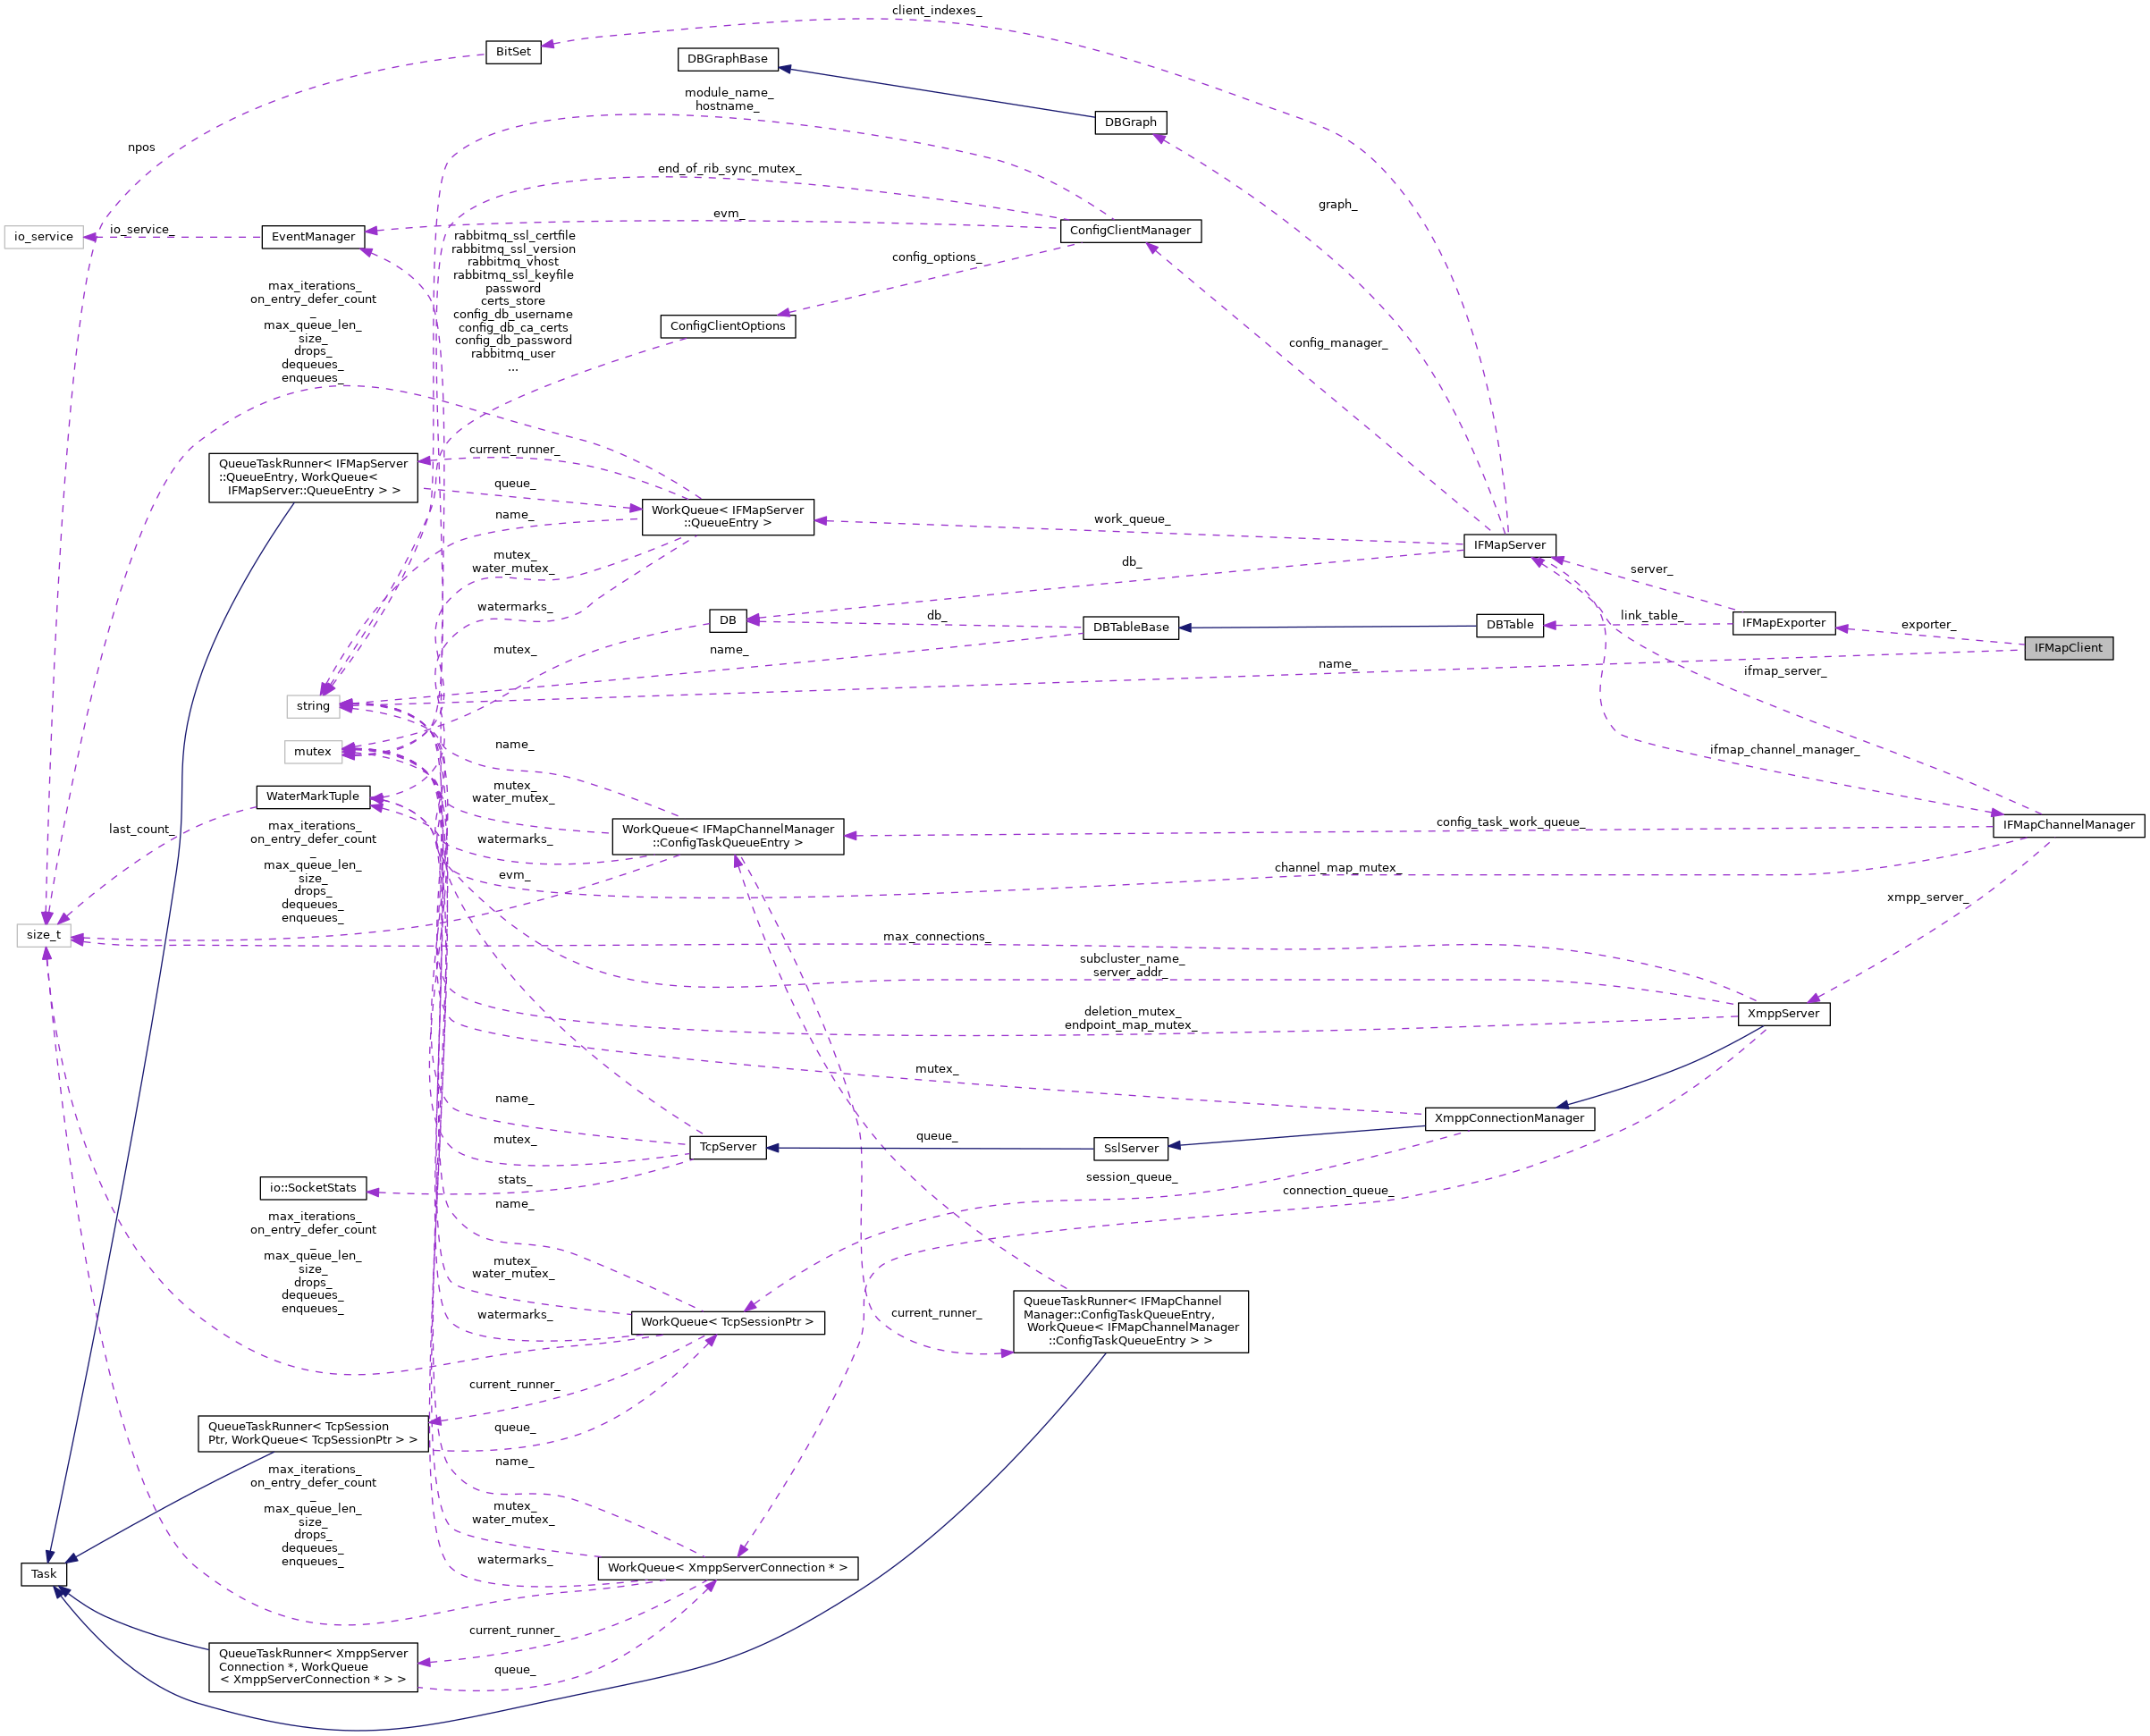 client_indexes_
BitSet
DBGraphBase
module_name_
hostname_
DBGraph
npos
end_of_rib_sync_mutex_
graph_
evm_
ConfigClientManager
io_service
io_service_
EventManager
rabbitmq_ssl_certfile
rabbitmq_ssl_version
rabbitmq_vhost
rabbitmq_ssl_keyfile
password
certs_store
config_db_username
config_db_ca_certs
config_db_password
rabbitmq_user
...
config_options_
max_iterations_
on_entry_defer_count
_
max_queue_len_
size_
drops_
dequeues_
enqueues_
ConfigClientOptions
config_manager_
current_runner_
QueueTaskRunner< IFMapServer
::QueueEntry, WorkQueue<
IFMapServer::QueueEntry > >
queue_
name_
WorkQueue< IFMapServer
::QueueEntry >
work_queue_
IFMapServer
mutex_
water_mutex_
db_
server_
watermarks_
DB
db_
DBTableBase
DBTable
link_table_
IFMapExporter
exporter_
IFMapClient
mutex_
name_
name_
ifmap_server_
string
mutex
name_
ifmap_channel_manager_
WaterMarkTuple
mutex_
water_mutex_
last_count_
max_iterations_
on_entry_defer_count
_
max_queue_len_
size_
drops_
dequeues_
enqueues_
watermarks_
WorkQueue< IFMapChannelManager
::ConfigTaskQueueEntry >
config_task_work_queue_
IFMapChannelManager
evm_
channel_map_mutex_
xmpp_server_
size_t
max_connections_
subcluster_name_
server_addr_
deletion_mutex_
endpoint_map_mutex_
XmppServer
mutex_
name_
XmppConnectionManager
mutex_
TcpServer
queue_
SslServer
stats_
session_queue_
connection_queue_
io::SocketStats
name_
max_iterations_
on_entry_defer_count
_
max_queue_len_
size_
drops_
dequeues_
enqueues_
mutex_
water_mutex_
watermarks_
WorkQueue< TcpSessionPtr >
current_runner_
QueueTaskRunner< IFMapChannel
Manager::ConfigTaskQueueEntry,
WorkQueue< IFMapChannelManager
::ConfigTaskQueueEntry > >
current_runner_
QueueTaskRunner< TcpSession
Ptr, WorkQueue< TcpSessionPtr > >
queue_
name_
max_iterations_
on_entry_defer_count
_
max_queue_len_
size_
drops_
dequeues_
enqueues_
mutex_
water_mutex_
watermarks_
WorkQueue< XmppServerConnection * >
Task
current_runner_
QueueTaskRunner< XmppServer
Connection *, WorkQueue
< XmppServerConnection * > >
queue_